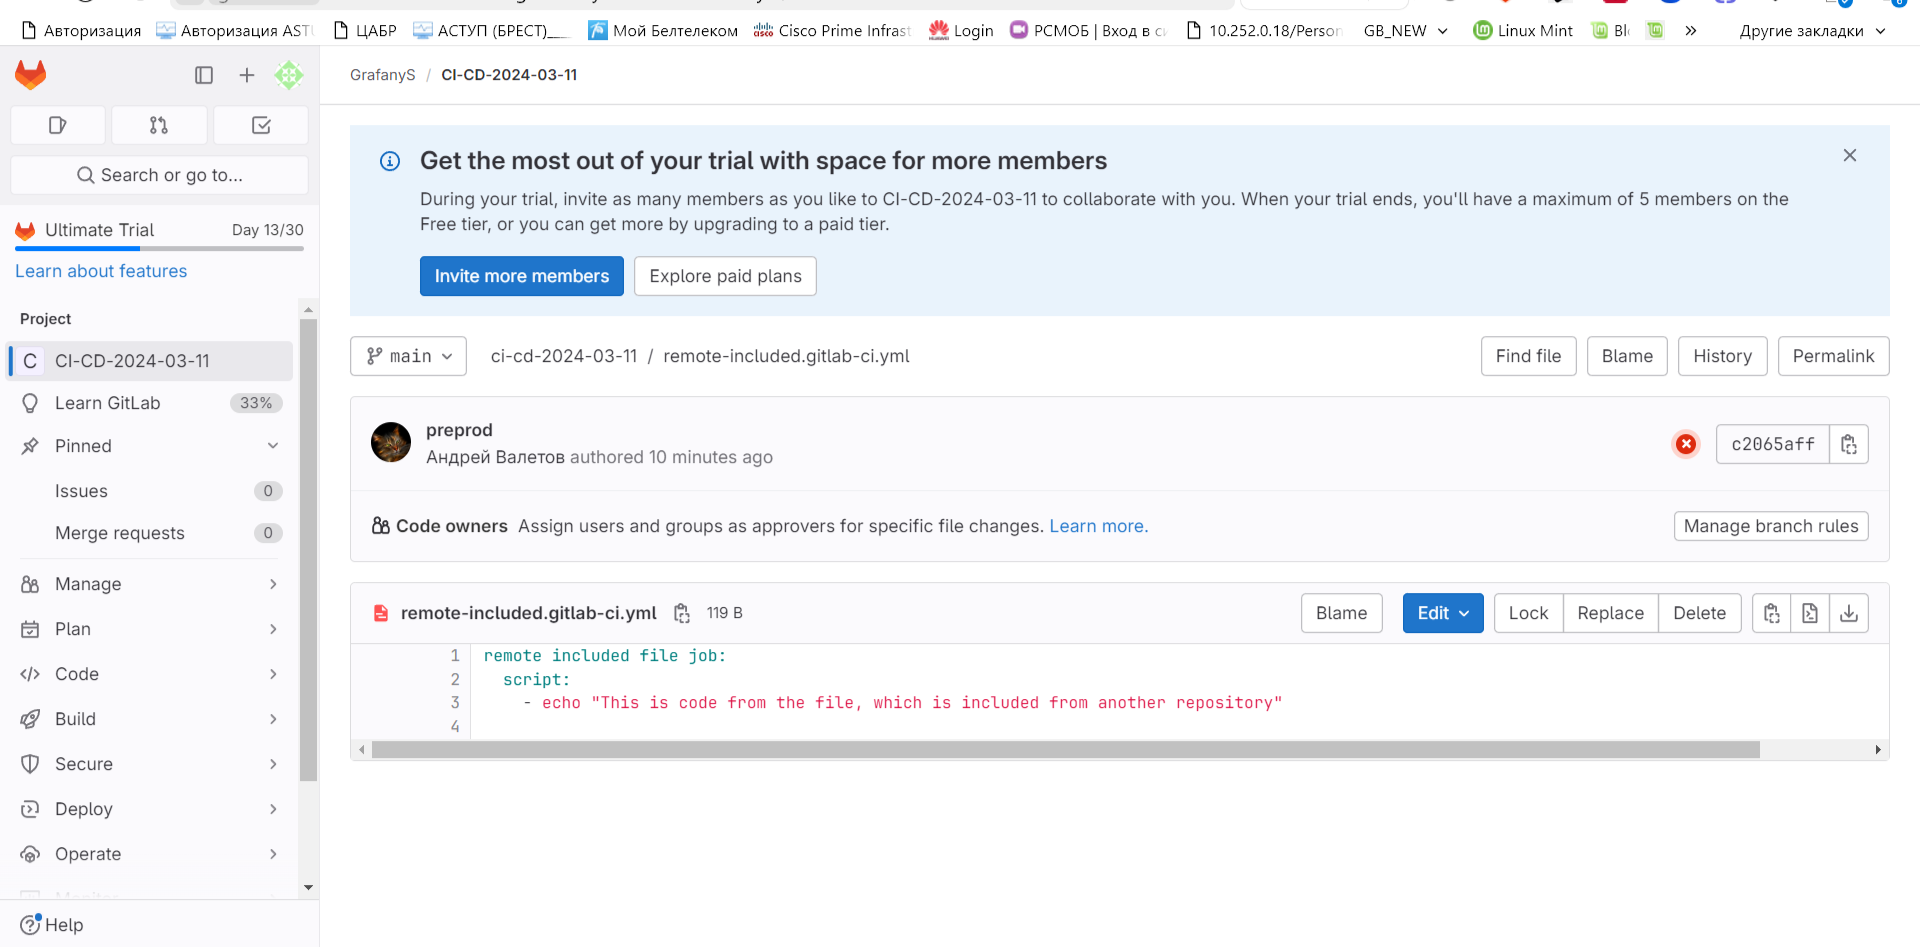 Авторизация
Авторизация AST
ЦАБР
АСТУП (БРЕСТ)___
Мой Белтелеком
Cisco Prime Infrast
Login
РСМОБ | Вход в си
10.252.0.18/Person
GB_NEW
Linux Mint
Bl
»
Другие закладки
GrafanyS / CI-CD-2024-03-11
Search or go to...
Ultimate Trial
Day 13/30
Learn about features
Project
C CI-CD-2024-03-11
Learn GitLab 33%
Pinned
Issues 0
Merge requests 0
Manage
Plan
Code
Build
Secure
Deploy
Operate
Monitor
Help
Get the most out of your trial with space for more members
During your trial, invite as many members as you like to CI-CD-2024-03-11 to collaborate with you. When your trial ends, you'll have a maximum of 5 members on the
Free tier, or you can get more by upgrading to a paid tier.
Invite more members
Explore paid plans
main
ci-cd-2024-03-11 / remote-included.gitlab-ci.yml
Find file
Blame
History
Permalink
preprod
Андрей Валетов authored 10 minutes ago
c2065aff
Code owners Assign users and groups as approvers for specific file changes. Learn more.
Manage branch rules
remote-included.gitlab-ci.yml 119 B
Blame
Edit
Lock
Replace
Delete
1 remote included file job:
2 script:
3 - echo "This is code from the file, which is included from another repository"
4